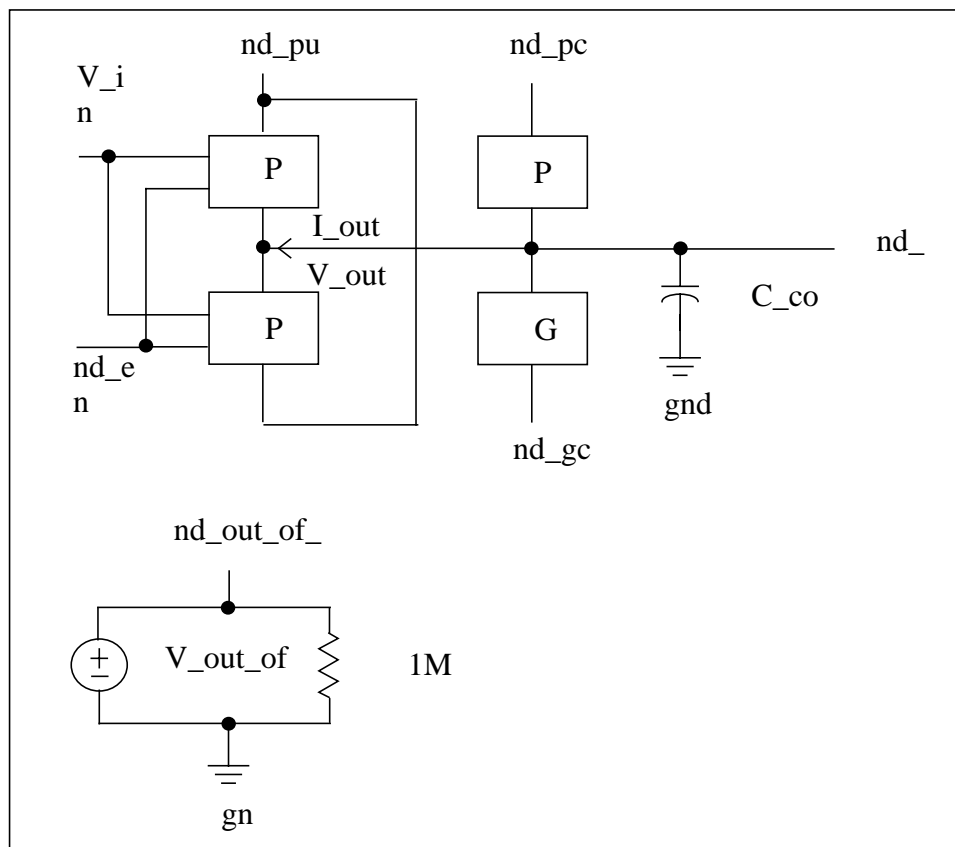 nd_pu
nd_pc
V_i
n
P
P
I_out
nd_
V_out
C_co
P
G
nd_e
n
gnd
nd_gc
nd_out_of_
V_out_of
1M
gn